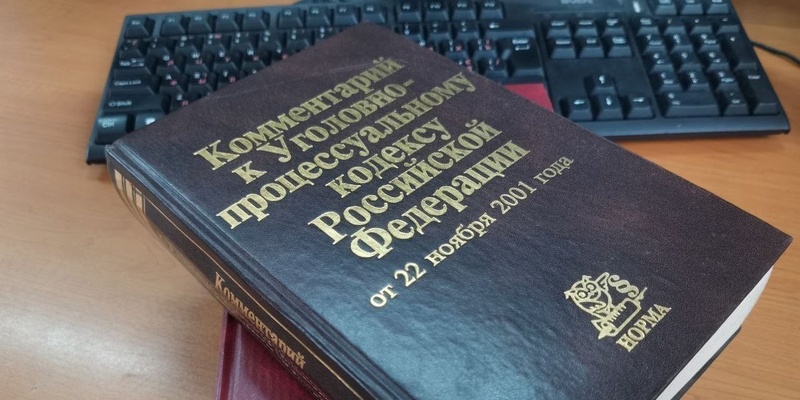 Комментарий
к Уголовно-
процессуальному
кодексу
Российской
Федерации
от 22 ноября 2001 года
НОРМА
Комментарий